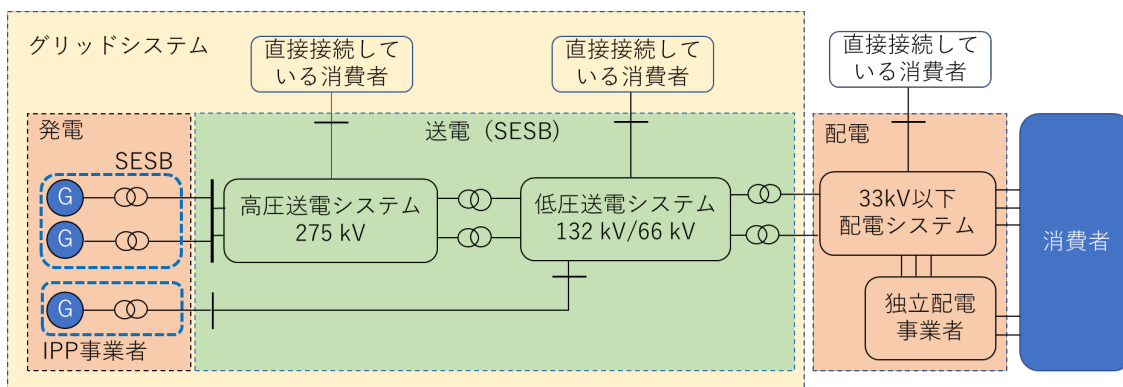 グリッドシステム
直接接続して
いる消費者
直接接続して
いる消費者
直接接続して
いる消費者
発電
送電（SESB）
配電
SESB
G
G
高圧送電システム
275 kV
低圧送電システム
132 kV/66 kV
33kV以下
配電システム
消費者
G
IPP事業者
独立配電
事業者